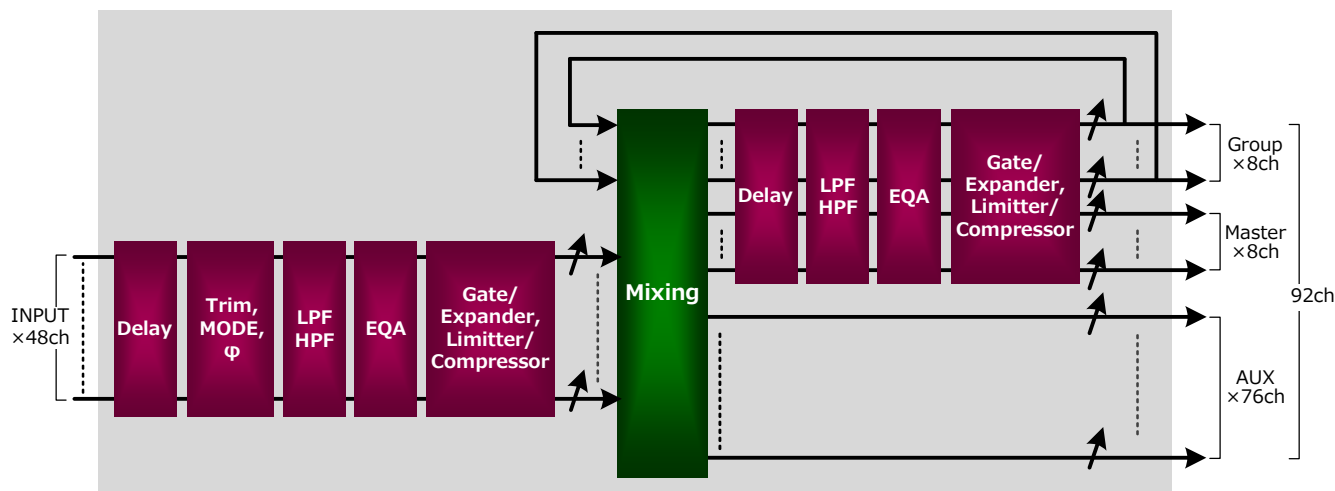 INPUT
×48ch
Delay
Trim,
MODE,
φ
LPF
HPF
EQA
Gate/
Expander,
Limitter/
Compressor
Mixing
Delay
LPF
HPF
EQA
Gate/
Expander,
Limitter/
Compressor
Group
×8ch
Master
×8ch
AUX
×76ch
92ch